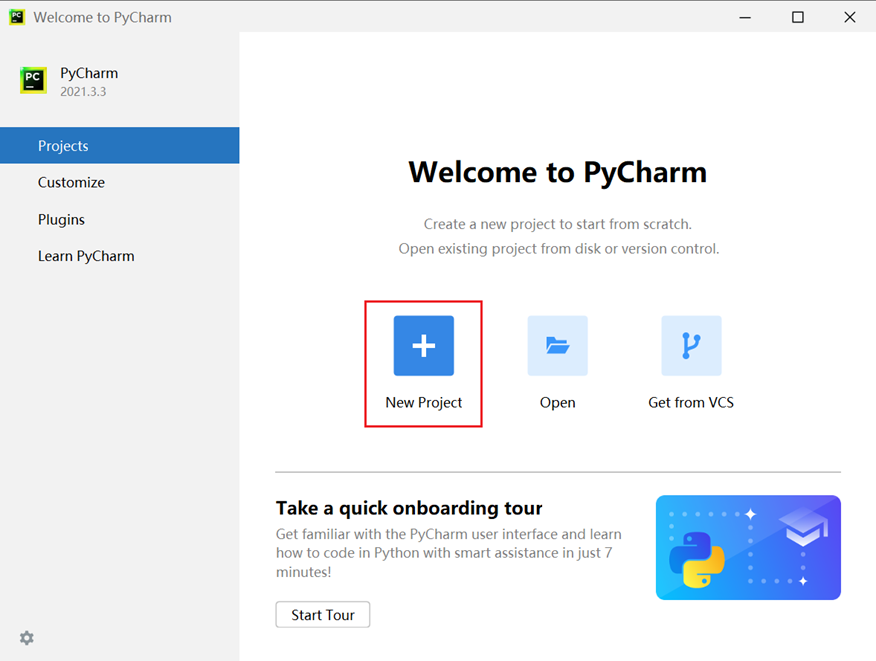 PC
Welcome to PyCharm
PC
PyCharm
2021.3.3
Projects
Customize
Plugins
Learn PyCharm
Welcome to PyCharm
Create a new project to start from scratch.
Open existing project from disk or version control.
New Project
Open
Get from VCS
Take a quick onboarding tour
Get familiar with the PyCharm user interface and learn
how to code in Python with smart assistance in just 7
minutes!
Start Tour